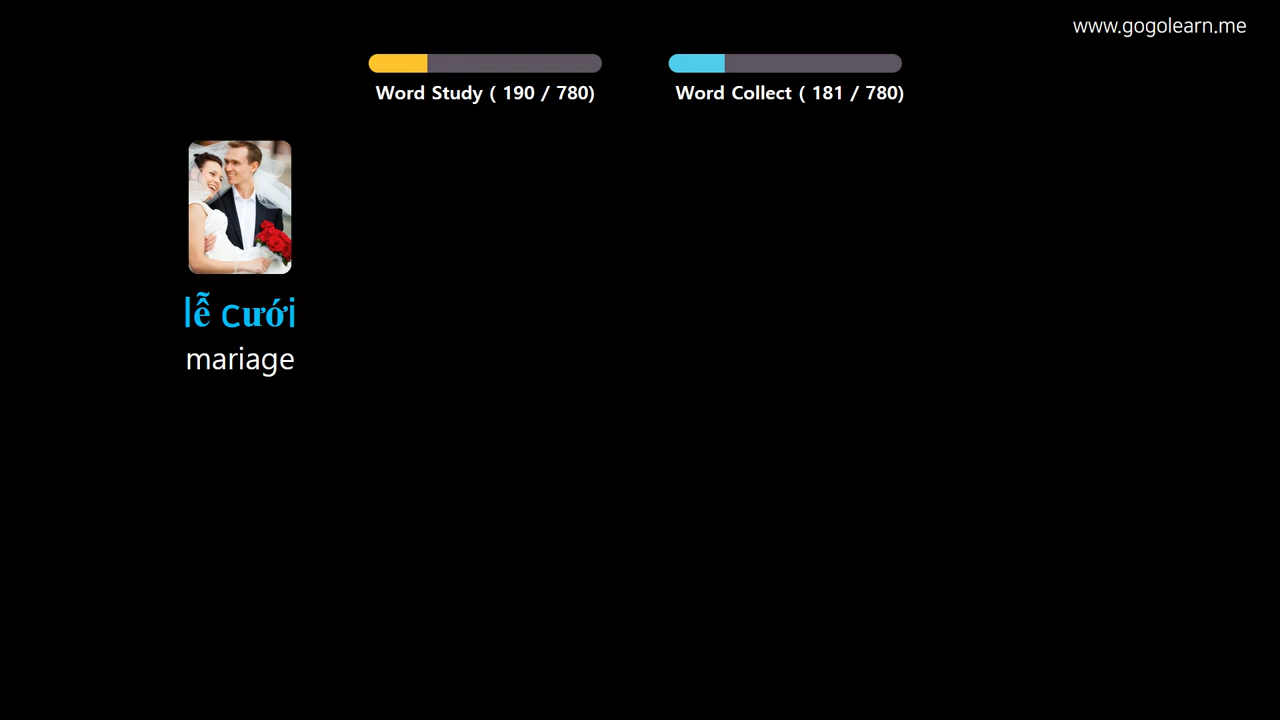 www.gogolearn.me
Word Study ( 190 / 780)
Word Collect ( 181 / 780)
lễ cưới
mariage